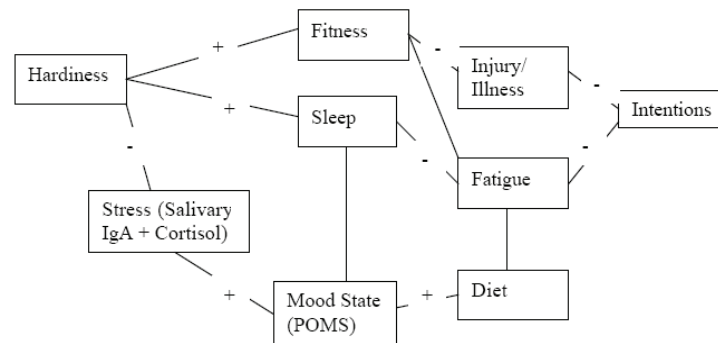 Fitness
+
-
Hardiness
Injury/
Illness
-
Intentions
+
Sleep
-
-
-
Fatigue
Stress (Salivary
IgA + Cortisol)
+
Mood State
(POMS)
+
Diet